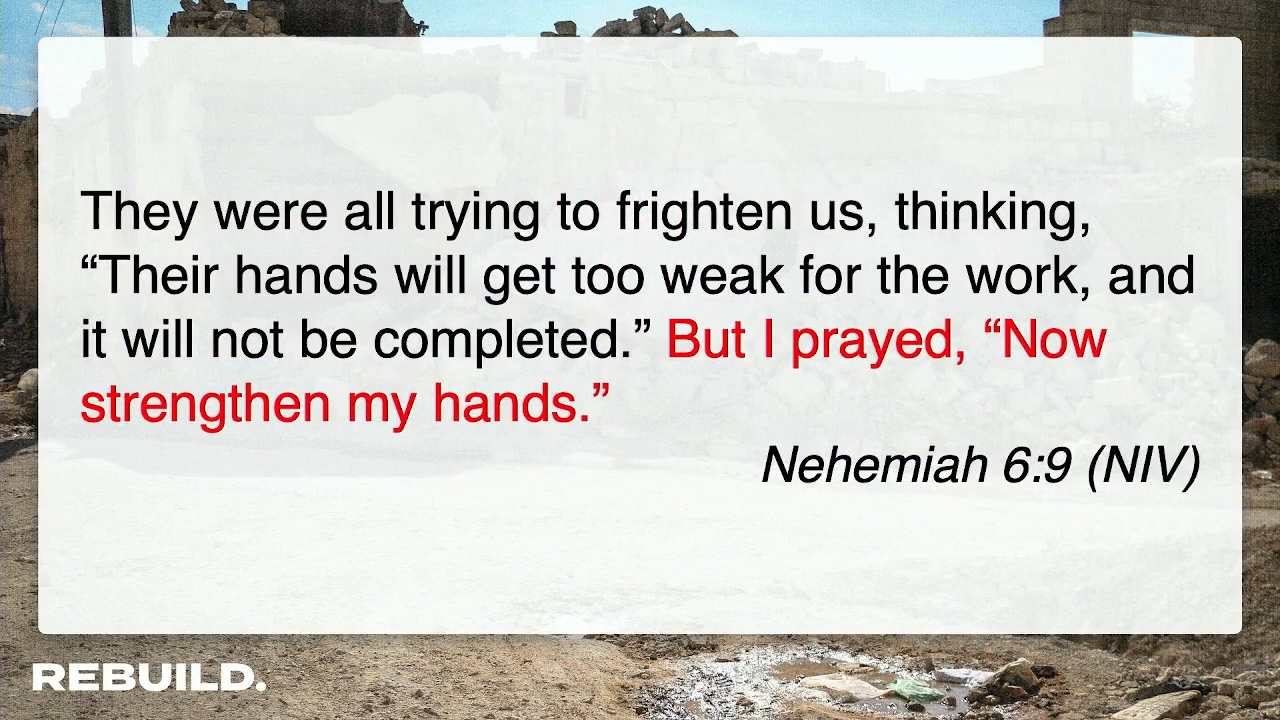 They were all trying to frighten us, thinking,
“Their hands will get too weak for the work, and
it will not be completed.” But I prayed, “Now
strengthen my hands.”
Nehemiah 6:9 (NIV)
REBUILD.